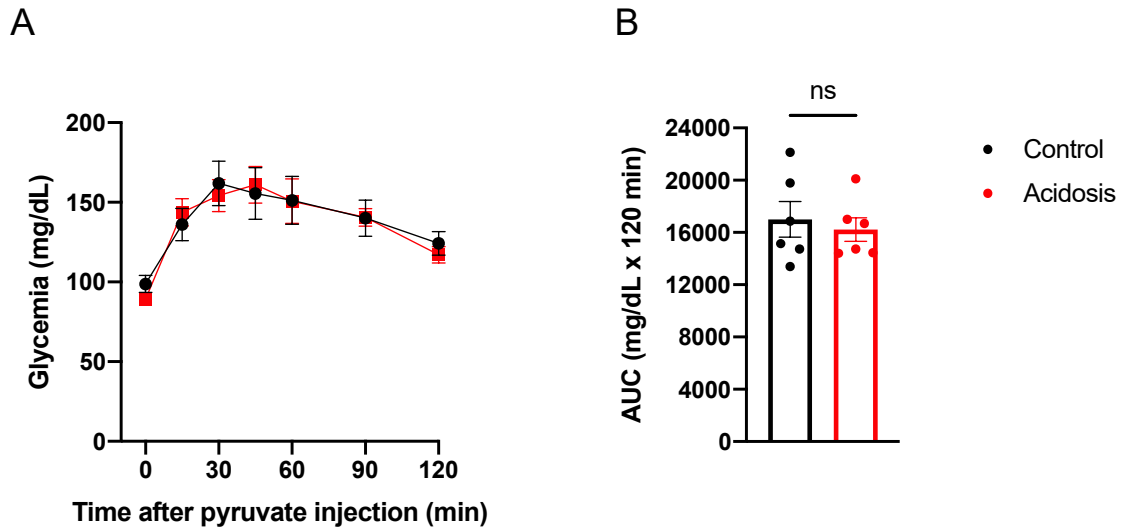 A
Glycemia (mg/dL)
200
150
100
50
0
0 30 60 90 120
Time after pyruvate injection (min)
B
ns
AUC (mg/dL x 120 min)
24000
20000
16000
12000
8000
4000
0
Control
Acidosis